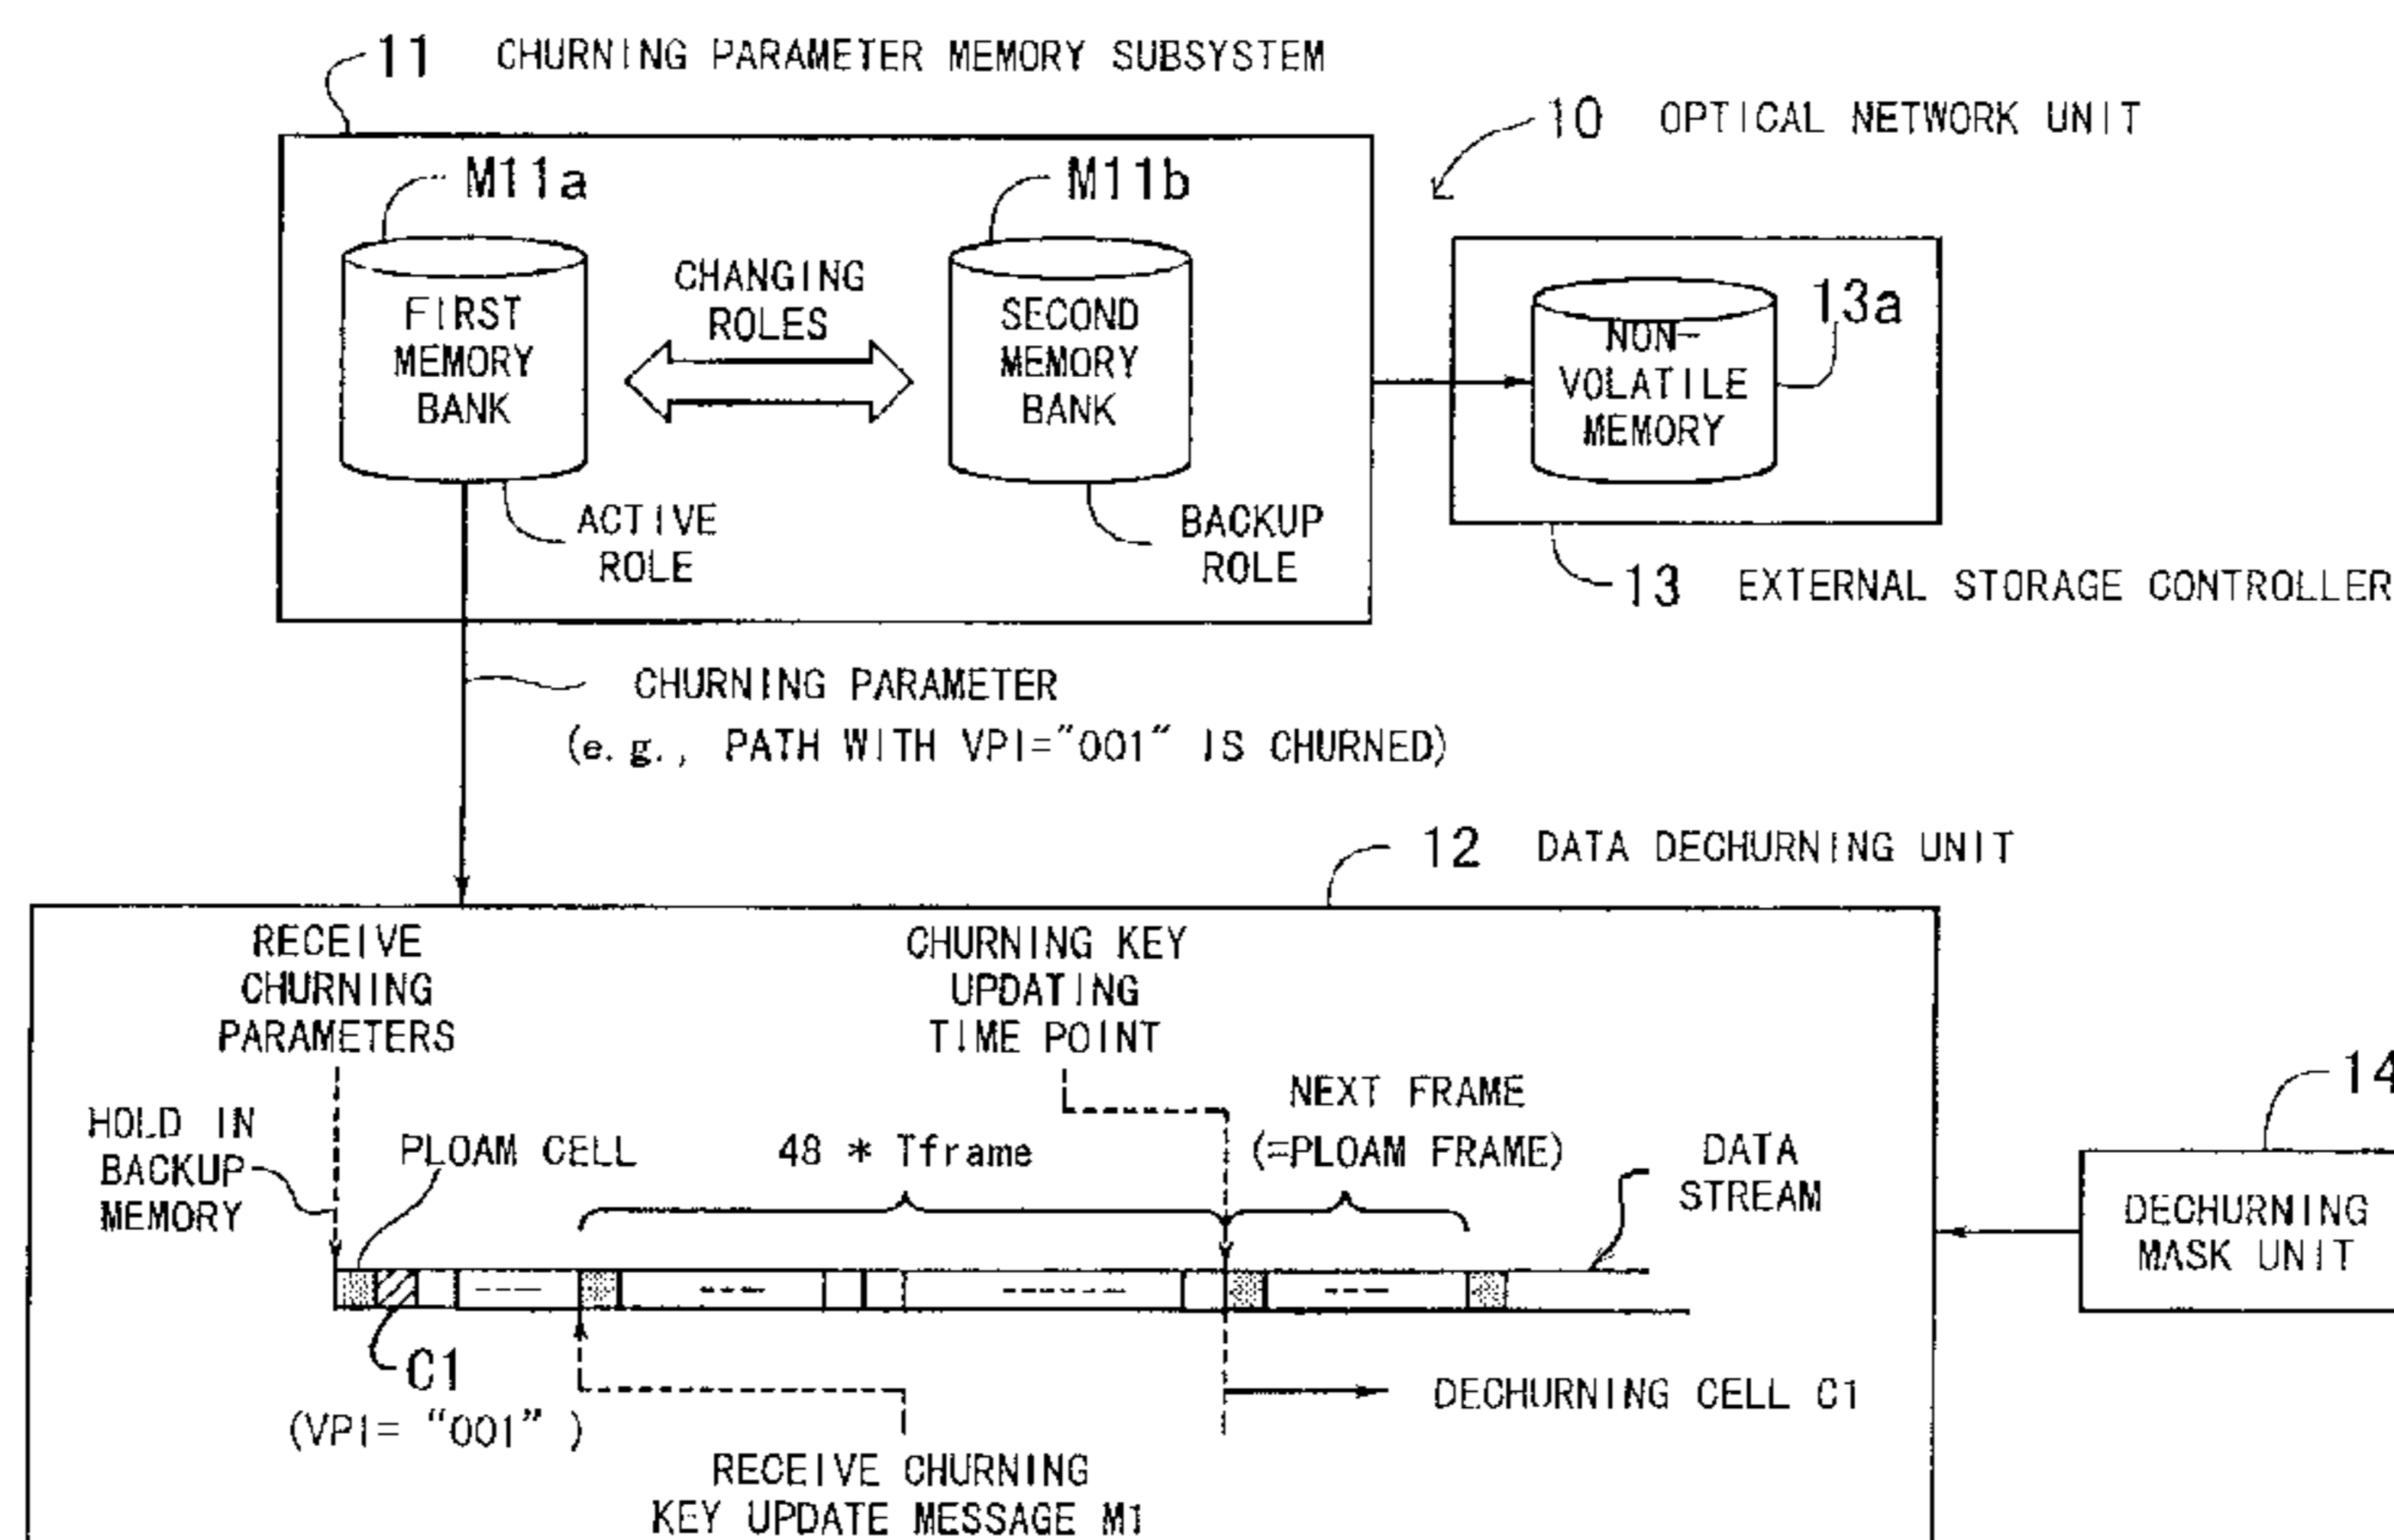 11 CHURNING PARAMETER MEMORY SUBSYSTEM
10 OPTICAL NETWORK UNIT
M11a
M11b
FIRST
MEMORY
BANK
CHANGING
ROLES
SECOND
MEMORY
BANK
13a
NON-
VOLATILE
MEMORY
ACTIVE
ROLE
BACKUP
ROLE
13 EXTERNAL STORAGE CONTROLLER
CHURNING PARAMETER
(e.g., PATH WITH VPI="001" IS CHURNED)
12 DATA DECHURNING UNIT
RECEIVE
CHURNING
PARAMETERS
CHURNING KEY
UPDATING
TIME POINT
HOLD IN
BACKUP
MEMORY
PLOAM CELL
48 * Tframe
NEXT FRAME
(=PLOAM FRAME)
DATA
STREAM
14
DECHURNING
MASK UNIT
C1
(VPI= "001" )
DECHURNING CELL C1
RECEIVE CHURNING
KEY UPDATE MESSAGE M1